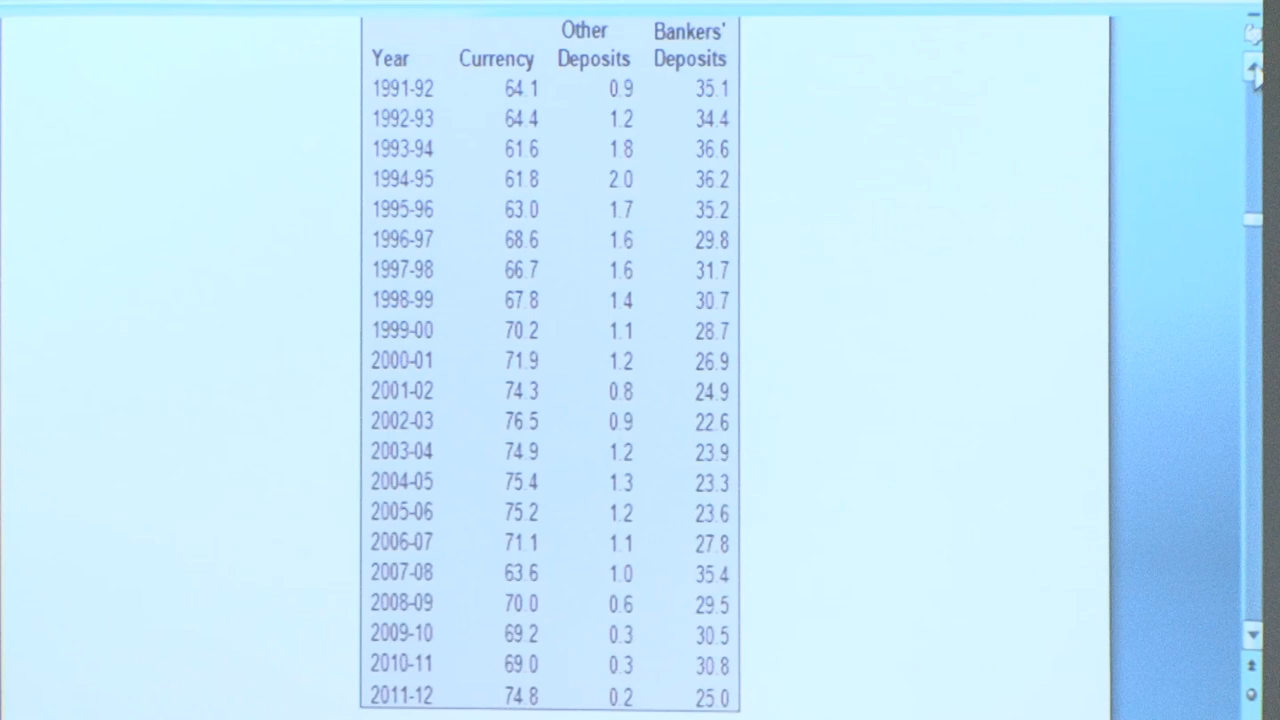 Other Bankers'
Year Currency Deposits Deposits
1991-92 64.1 0.9 35.1
1992-93 64.4 1.2 34.4
1993-94 61.6 1.8 36.6
1994-95 61.8 2.0 36.2
1995-96 63.0 1.7 35.2
1996-97 68.6 1.6 29.8
1997-98 66.7 1.6 31.7
1998-99 67.8 1.4 30.7
1999-00 70.2 1.1 28.7
2000-01 71.9 1.2 26.9
2001-02 74.3 0.8 24.9
2002-03 76.5 0.9 22.6
2003-04 74.9 1.2 23.9
2004-05 75.4 1.3 23.3
2005-06 75.2 1.2 23.6
2006-07 71.1 1.1 27.8
2007-08 63.6 1.0 35.4
2008-09 70.0 0.6 29.5
2009-10 69.2 0.3 30.5
2010-11 69.0 0.3 30.8
2011-12 74.8 0.2 25.0